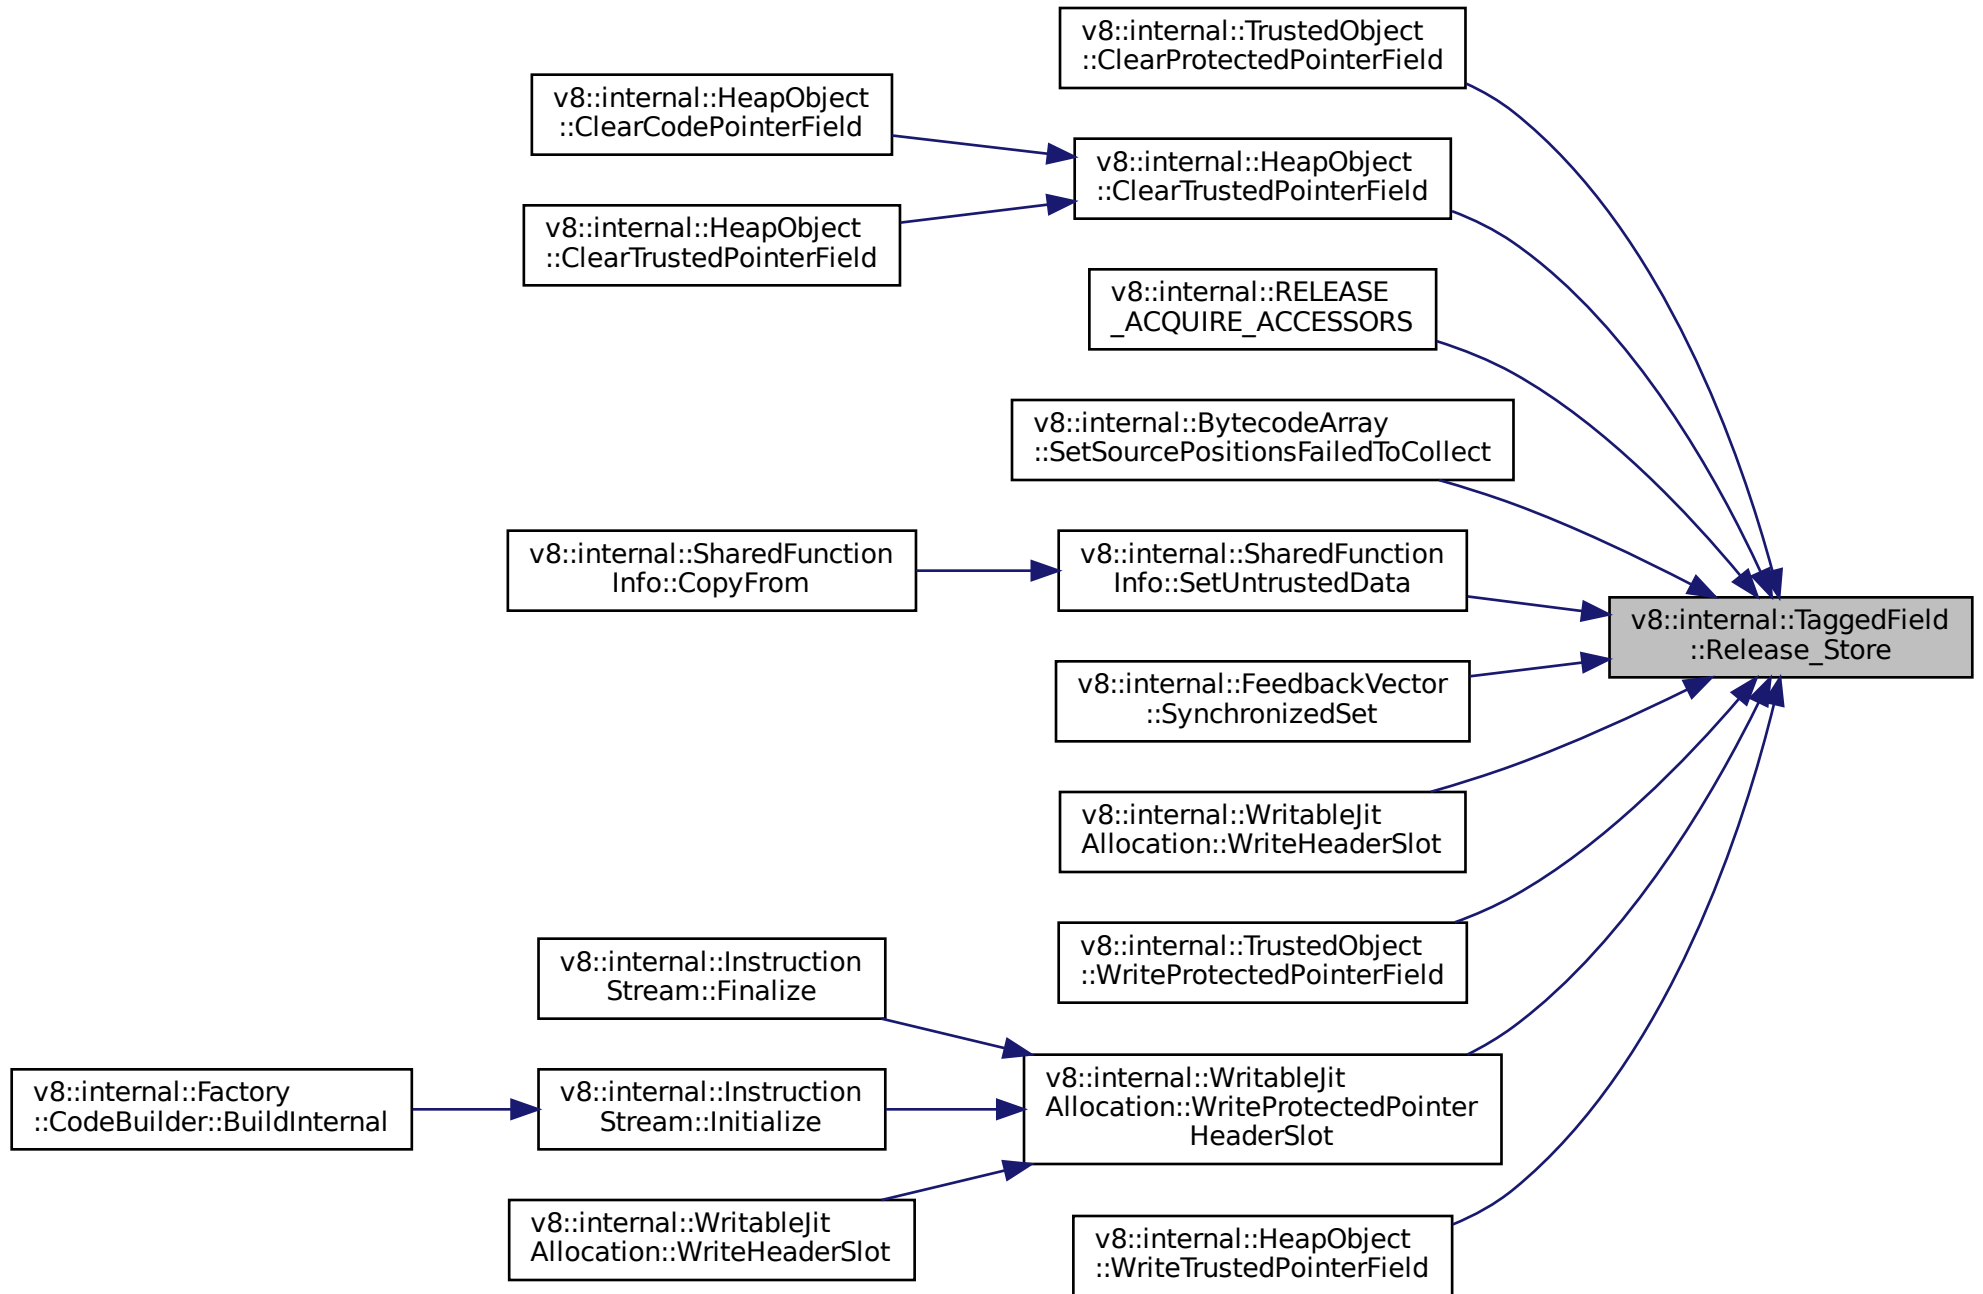 v8::internal::TrustedObject
::ClearProtectedPointerField
v8::internal::HeapObject
::ClearCodePointerField
v8::internal::HeapObject
::ClearTrustedPointerField
v8::internal::HeapObject
::ClearTrustedPointerField
v8::internal::RELEASE
_ACQUIRE_ACCESSORS
v8::internal::BytecodeArray
::SetSourcePositionsFailedToCollect
v8::internal::SharedFunction
Info::CopyFrom
v8::internal::SharedFunction
Info::SetUntrustedData
v8::internal::TaggedField
::Release_Store
v8::internal::FeedbackVector
::SynchronizedSet
v8::internal::WritableJit
Allocation::WriteHeaderSlot
v8::internal::TrustedObject
::WriteProtectedPointerField
v8::internal::Instruction
Stream::Finalize
v8::internal::Factory
::CodeBuilder::BuildInternal
v8::internal::Instruction
Stream::Initialize
v8::internal::WritableJit
Allocation::WriteProtectedPointer
HeaderSlot
v8::internal::WritableJit
Allocation::WriteHeaderSlot
v8::internal::HeapObject
::WriteTrustedPointerField